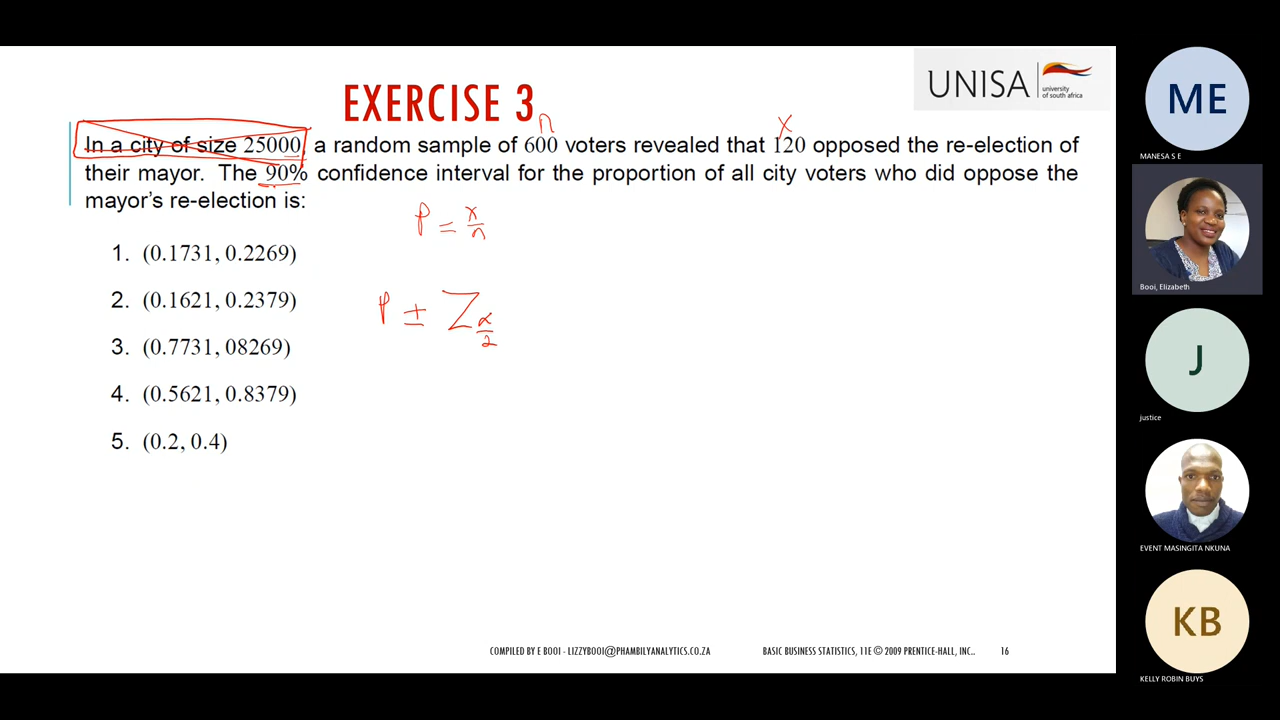 EXERCISE 3
UNISA
university
of south africa
n
x
In a city of size 25000, a random sample of 600 voters revealed that 120 opposed the re-election of
their mayor. The 90% confidence interval for the proportion of all city voters who did oppose the
mayor's re-election is:
P = x/n
1. (0.1731, 0.2269)
2. (0.1621, 0.2379)
P ± Z α/2
3. (0.7731, 08269)
4. (0.5621, 0.8379)
5. (0.2, 0.4)
COMPILED BY E BOOI - LIZZYBOOI@PHAMBILYANALYTICS.CO.ZA
BASIC BUSINESS STATISTICS, 11E © 2009 PRENTICE-HALL, INC..
16
ME
MANESA S E
Booi, Elizabeth
J
justice
EVENT MASINGITA NKUNA
KB
KELLY ROBIN BUYS